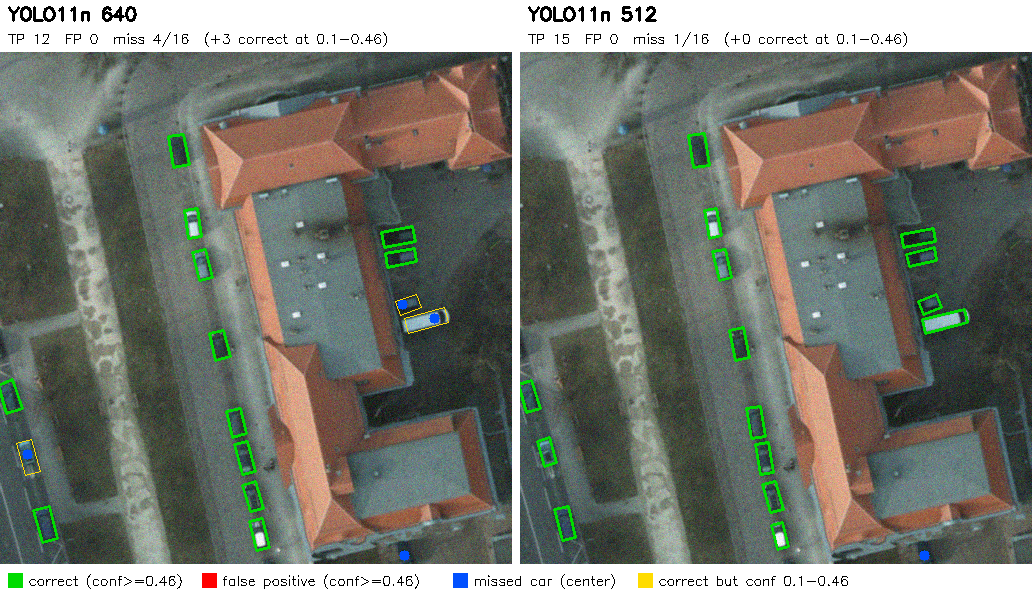 YOLO11n 640
TP 12 FP 0 miss 4/16 (+3 correct at 0.1-0.46)
YOLO11n 512
TP 15 FP 0 miss 1/16 (+0 correct at 0.1-0.46)
correct (conf>=0.46)
false positive (conf>=0.46)
missed car (center)
correct but conf 0.1-0.46